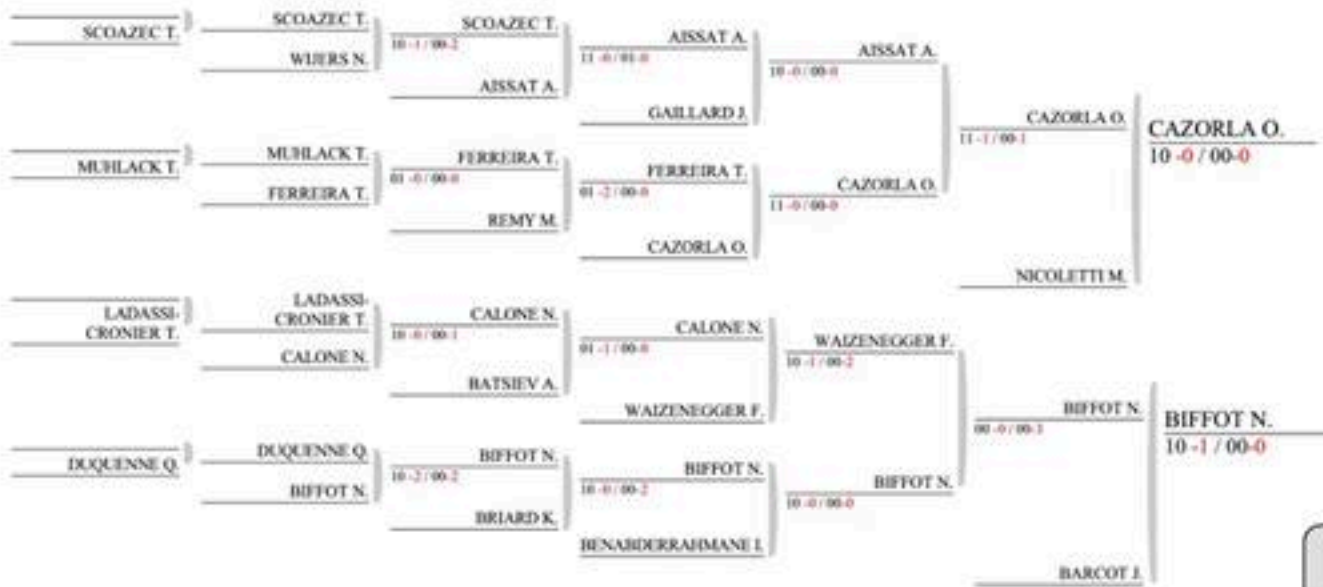 SCOAZEC T.
SCOAZEC T.
WIJERS N.
SCOAZEC T.
10 -1 / 00-2
AISSAT A.
AISSAT A.
11 -0 / 01-0
GAILLARD J.
AISSAT A.
10 -0 / 00-0
MUHLACK T.
MUHLACK T.
FERREIRA T.
FERREIRA T.
01 -0 / 00-0
REMY M.
FERREIRA T.
01 -2 / 00-0
CAZORLA O.
CAZORLA O.
11 -0 / 00-0
CAZORLA O.
11 -1 / 00-1
NICOLETTI M.
CAZORLA O.
10 -0 / 00-0
LADASSI-
CRONIER T.
LADASSI-
CRONIER T.
CALONE N.
CALONE N.
10 -0 / 00-1
BATSIEV A.
CALONE N.
01 -1 / 00-0
WAIZENEGGER F.
WAIZENEGGER F.
10 -1 / 00-2
DUQUENNE Q.
DUQUENNE Q.
BIFFOT N.
BIFFOT N.
10 -2 / 00-2
BRIARD K.
BIFFOT N.
10 -0 / 00-2
BENABDERRAHMANE I.
BIFFOT N.
10 -0 / 00-0
BIFFOT N.
00 -0 / 00-3
BARCOT J.
BIFFOT N.
10 -1 / 00-0